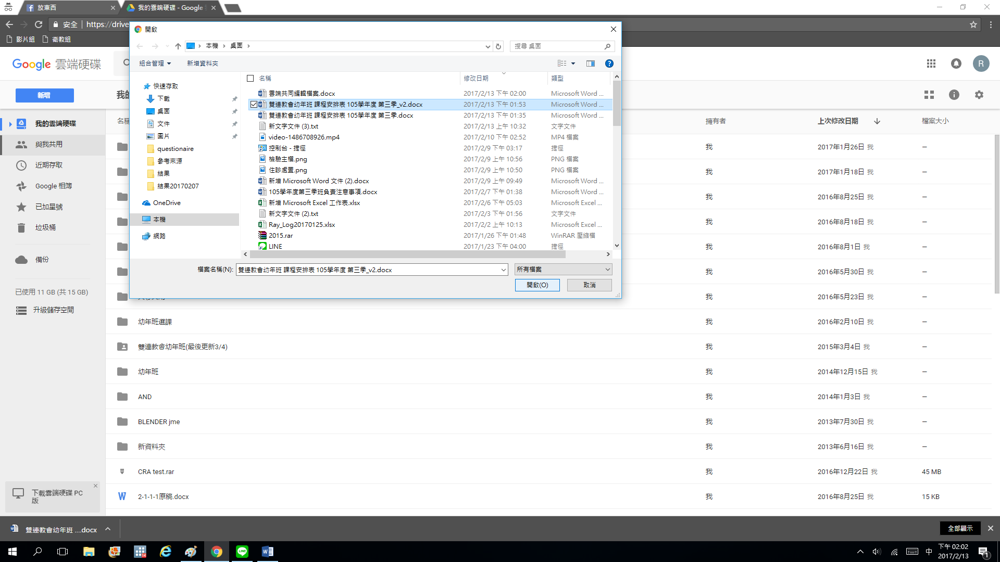 放東西
我的雲端硬碟 - Google
安全
https://drive
影片組
衛教組
開啟
本機
桌面
搜尋 桌面
組合管理
新增資料夾
快速存取
下載
桌面
文件
圖片
questionaire
參考來源
結果
結果20170207
OneDrive
本機
網路
名稱 修改日期 類型
雲端共同編輯檔案.docx 2017/2/13 下午 02:00 Microsoft Word ...
雙連教會幼年班 課程安排表 105學年度 第三季_v2.docx 2017/2/13 下午 01:53 Microsoft Word ...
雙連教會幼年班 課程安排表 105學年度 第三季.docx 2017/2/13 下午 01:35 Microsoft Word ...
新文字文件 (3).txt 2017/2/13 上午 10:32 文字文件
video-1486708926.mp4 2017/2/10 下午 02:52 MP4 檔案
控制台 - 捷徑 2017/2/9 下午 03:17 捷徑
檢驗主檔.png 2017/2/9 上午 10:56 PNG 檔案
住診處置.png 2017/2/9 上午 10:50 PNG 檔案
新增 Microsoft Word 文件 (2).docx 2017/2/9 上午 09:49 Microsoft Word ...
105學年度第三季班負責注意事項.docx 2017/2/7 下午 01:38 Microsoft Word ...
新增 Microsoft Excel 工作表.xlsx 2017/2/6 下午 05:03 Microsoft Excel ...
新文字文件 (2).txt 2017/2/3 下午 01:56 文字文件
Ray_Log20170125.xlsx 2017/2/2 上午 10:13 Microsoft Excel ...
2015.rar 2017/1/26 下午 01:48 WinRAR 壓縮檔
LINE 2017/1/23 下午 04:00 捷徑
檔案名稱(N): 雙連教會幼年班 課程安排表 105學年度 第三季_v2.docx 所有檔案
開啟(O) 取消
Google 雲端硬碟
R
新增
我的
我的雲端硬碟
與我共用
近期存取
Google 相簿
已加星號
垃圾桶
備份
已使用 11 GB (共 15 GB)
升級儲存空間
下載雲端硬碟 PC
版
名稱 擁有者 上次修改日期 檔案大小
我 2017年1月26日 我 –
我 2017年1月18日 我 –
我 2016年8月25日 我 –
我 2016年8月18日 我 –
我 2016年8月1日 我 –
我 2016年5月30日 我 –
我 2016年5月23日 我 –
幼年班選課 我 2016年2月10日 我 –
雙連教會幼年班(最後更新3/4) 我 2015年3月4日 我 –
幼年班 我 2014年12月15日 我 –
AND 我 2014年1月3日 我 –
BLENDER jme 我 2013年7月30日 我 –
新資料夾 我 2013年6月16日 我 –
CRA test.rar 我 2016年12月22日 我 45 MB
2-1-1-1原稿.docx 我 2016年8月25日 我 15 KB
雙連教會幼年班 ....docx
全部顯示
14
LINE
中
下午 02:02
2017/2/13
1